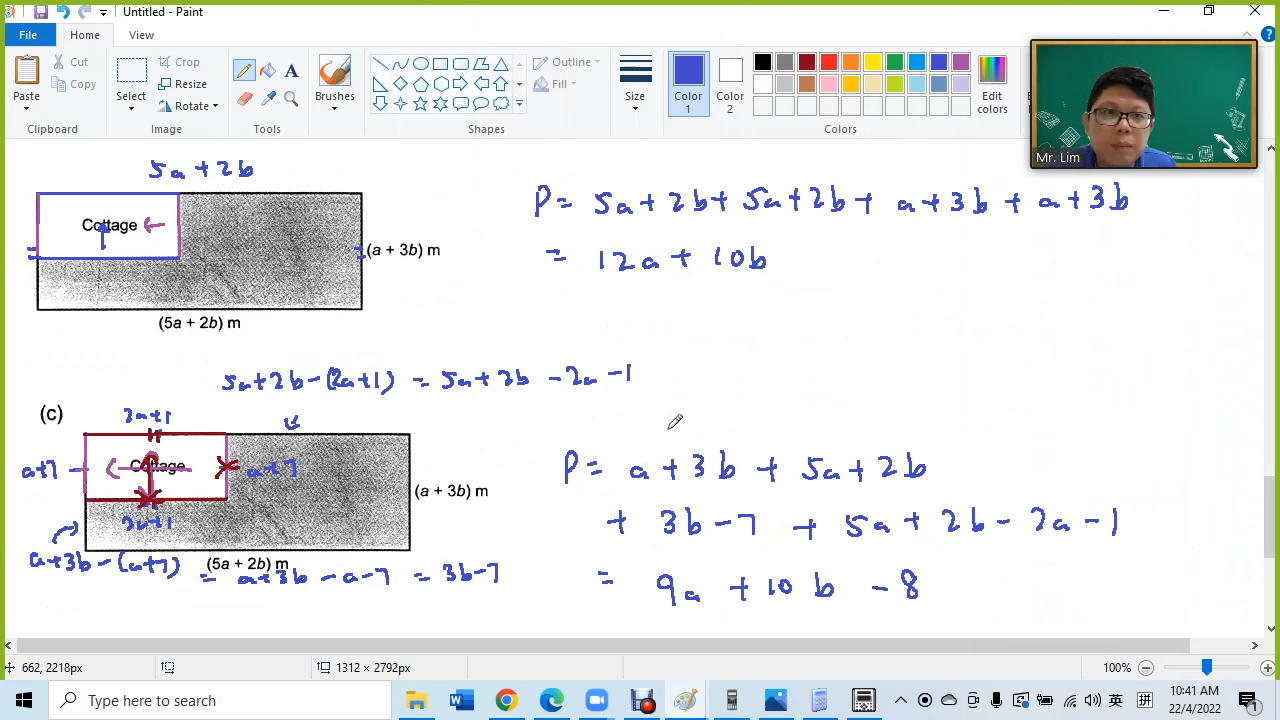 Untitled - Paint
File
Home
View
Paste
Cut
Copy
Clipboard
Select
Crop
Resize
Rotate
Image
Tools
Brushes
Shapes
Outline
Fill
Size
Color 1
Color 2
Edit colors
Colors
Mr. Lim
5a + 2b
Cottage
(a + 3b) m
(5a + 2b) m
P = 5a + 2b + 5a + 2b + a + 3b + a + 3b
= 12a + 10b
5a + 2b - (2a + 1) = 5a + 2b - 2a - 1
(c)
2a+1
a+7
Cottage
a+7
(a + 3b) m
2a+1
(5a + 2b) m
a+3b - (a+7) = a+3b - a - 7 = 3b - 7
P = a + 3b + 5a + 2b
+ 3b - 7 + 5a + 2b - 2a - 1
= 9a + 10b - 8
662, 2218px
1312 × 2792px
100%
Type here to search
英
拼
10:41 AM
22/4/2022
1